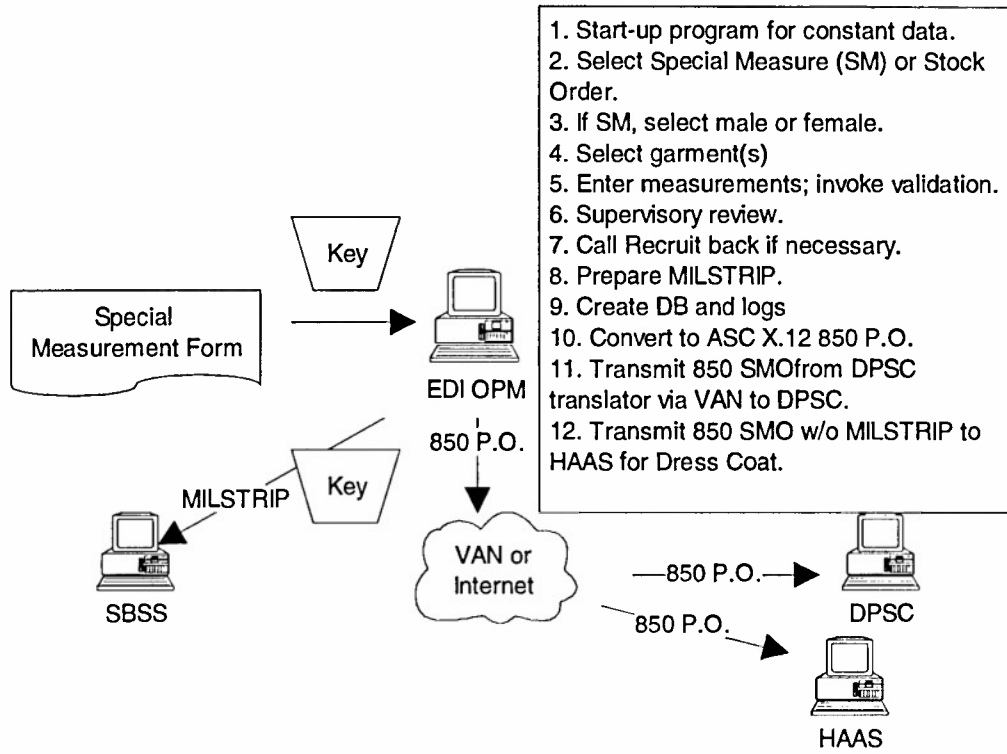 1. Start-up program for constant data.
2. Select Special Measure (SM) or Stock
Order.
3. If SM, select male or female.
4. Select garment(s)
5. Enter measurements; invoke validation.
6. Supervisory review.
7. Call Recruit back if necessary.
8. Prepare MILSTRIP.
9. Create DB and logs
10. Convert to ASC X.12 850 P.O.
11. Transmit 850 SMOfrom DPSC
translator via VAN to DPSC.
12. Transmit 850 SMO w/o MILSTRIP to
HAAS for Dress Coat.
Key
Special
Measurement Form
EDI OPM
850 P.O.
MILSTRIP
Key
SBSS
VAN or
Internet
850 P.O.
DPSC
850 P.O.
HAAS